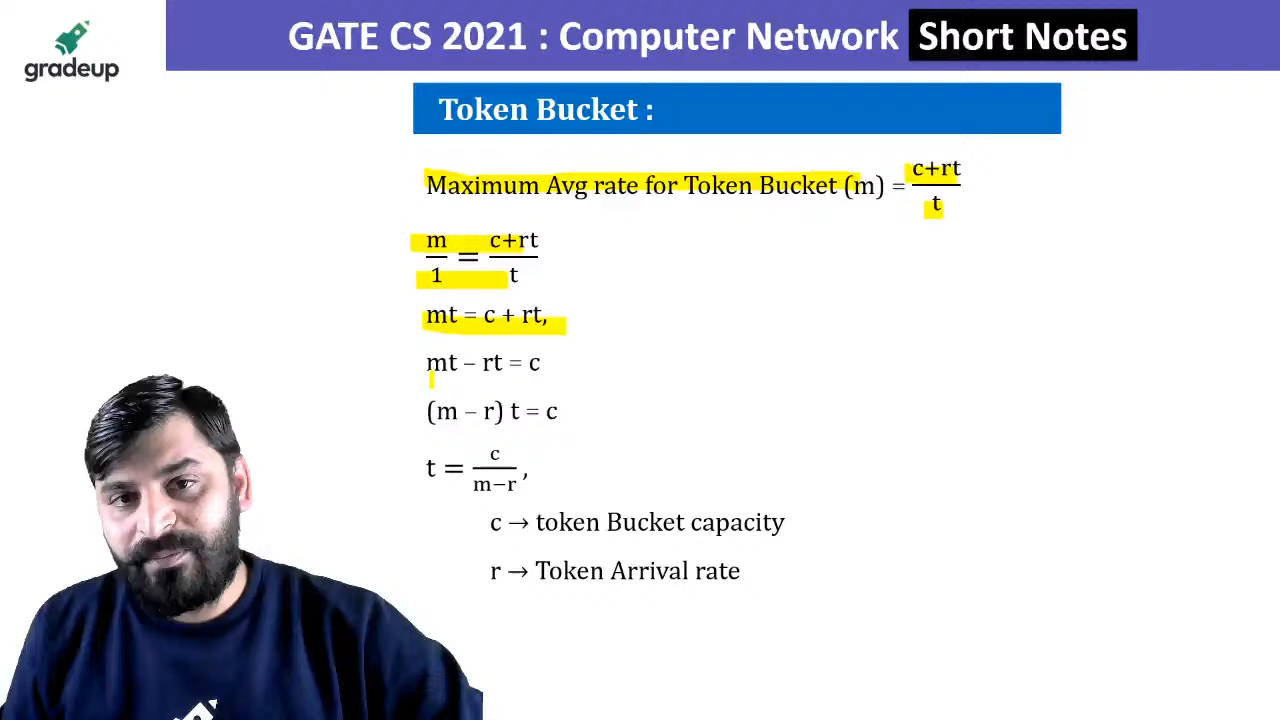 GATE CS 2021 : Computer Network Short Notes
gradeup
Token Bucket :
Maximum Avg rate for Token Bucket (m) = c+rt/t
m/1 = c+rt/t
mt = c + rt,
mt – rt = c
(m – r) t = c
t = c/m−r ,
c → token Bucket capacity
r → Token Arrival rate